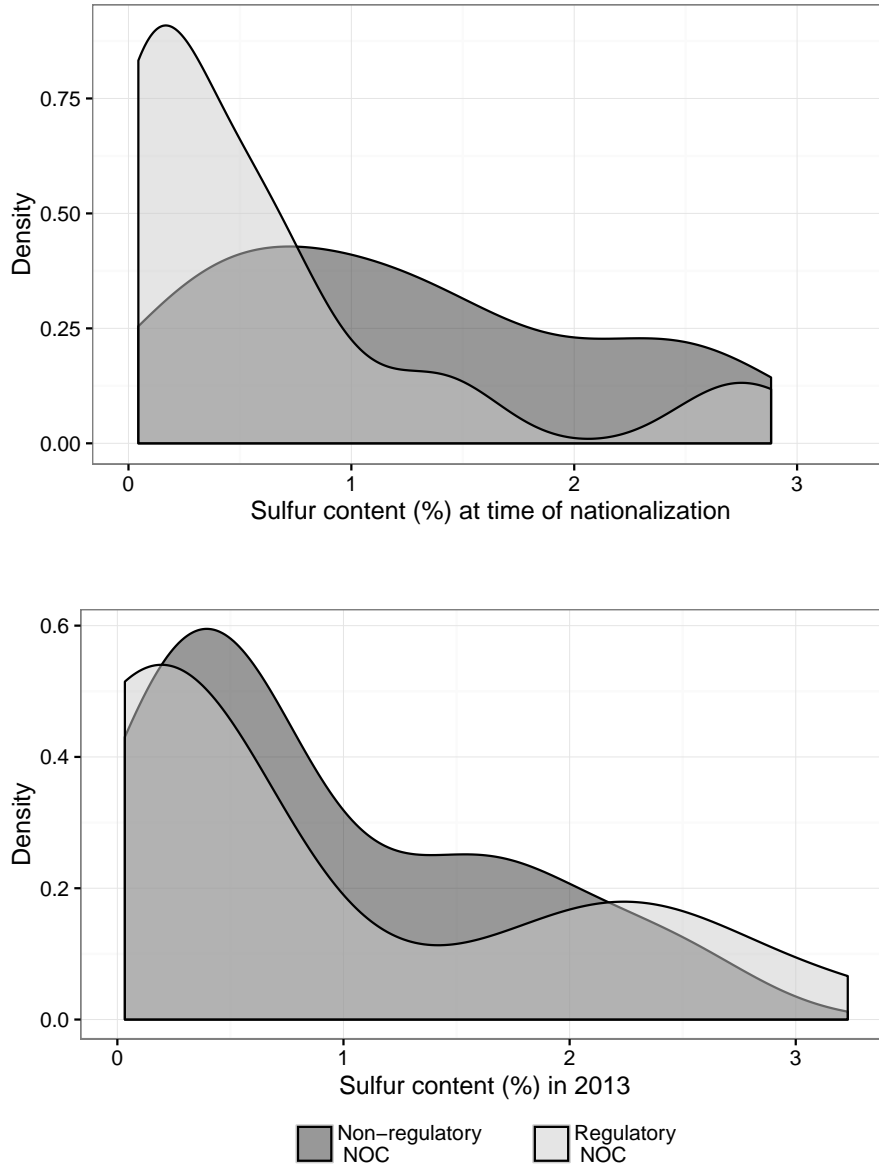 0.75
0.50
0.25
0.00
Density
0 1 2 3
Sulfur content (%) at time of nationalization
0.6
0.4
0.2
0.0
Density
0 1 2 3
Sulfur content (%) in 2013
Non−regulatory NOC
Regulatory NOC